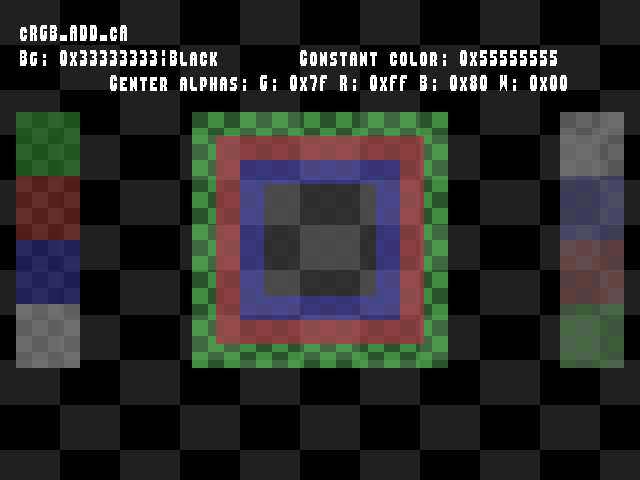 cRGB_ADD_cA
Bg: 0x33333333;Black Constant color: 0x55555555
Center alphas: G: 0x7f R: 0xff B: 0x80 W: 0x00